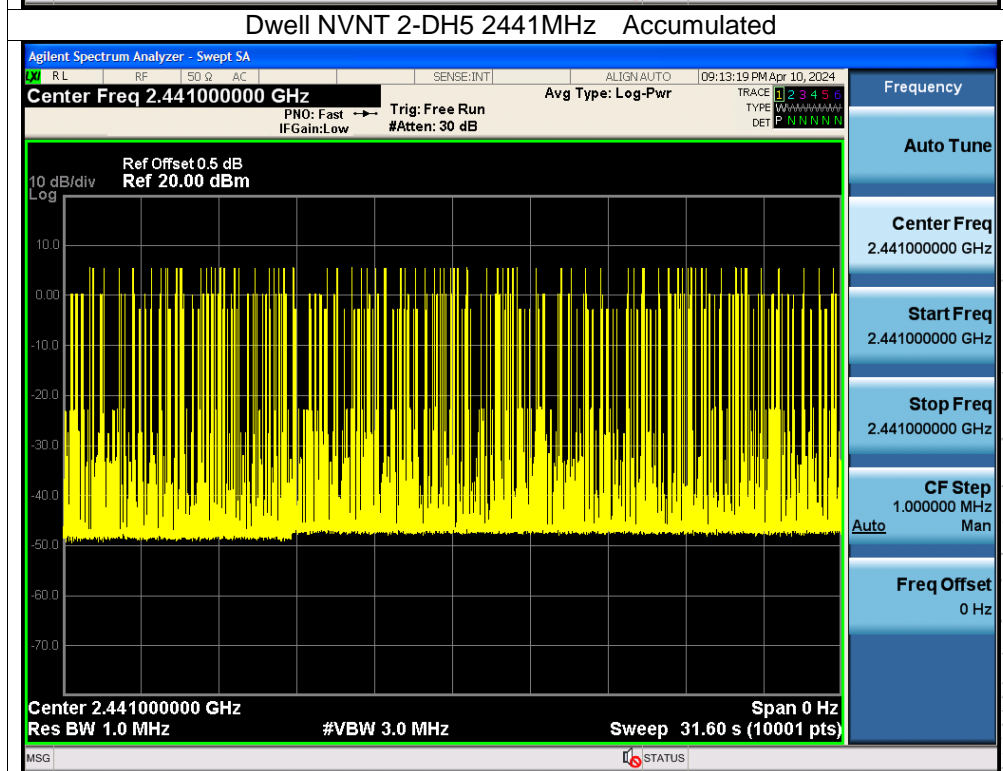 Dwell NVNT 2-DH5 2441MHz Accumulated
Agilent Spectrum Analyzer - Swept SA
LXI RL RF 50 Ω AC SENSE:INT ALIGN AUTO 09:13:19 PM Apr 10, 2024
Center Freq 2.441000000 GHz
PNO: Fast
IFGain:Low
Trig: Free Run
#Atten: 30 dB
Avg Type: Log-Pwr
TRACE 1 2 3 4 5 6
TYPE WWWWWW
DET P NNNNN
Ref Offset 0.5 dB
10 dB/div Ref 20.00 dBm
Log
10.0
0.00
-10.0
-20.0
-30.0
-40.0
-50.0
-60.0
-70.0
Center 2.441000000 GHz Span 0 Hz
Res BW 1.0 MHz #VBW 3.0 MHz Sweep 31.60 s (10001 pts)
MSG STATUS
Frequency
Auto Tune
Center Freq
2.441000000 GHz
Start Freq
2.441000000 GHz
Stop Freq
2.441000000 GHz
CF Step
1.000000 MHz
Auto Man
Freq Offset
0 Hz